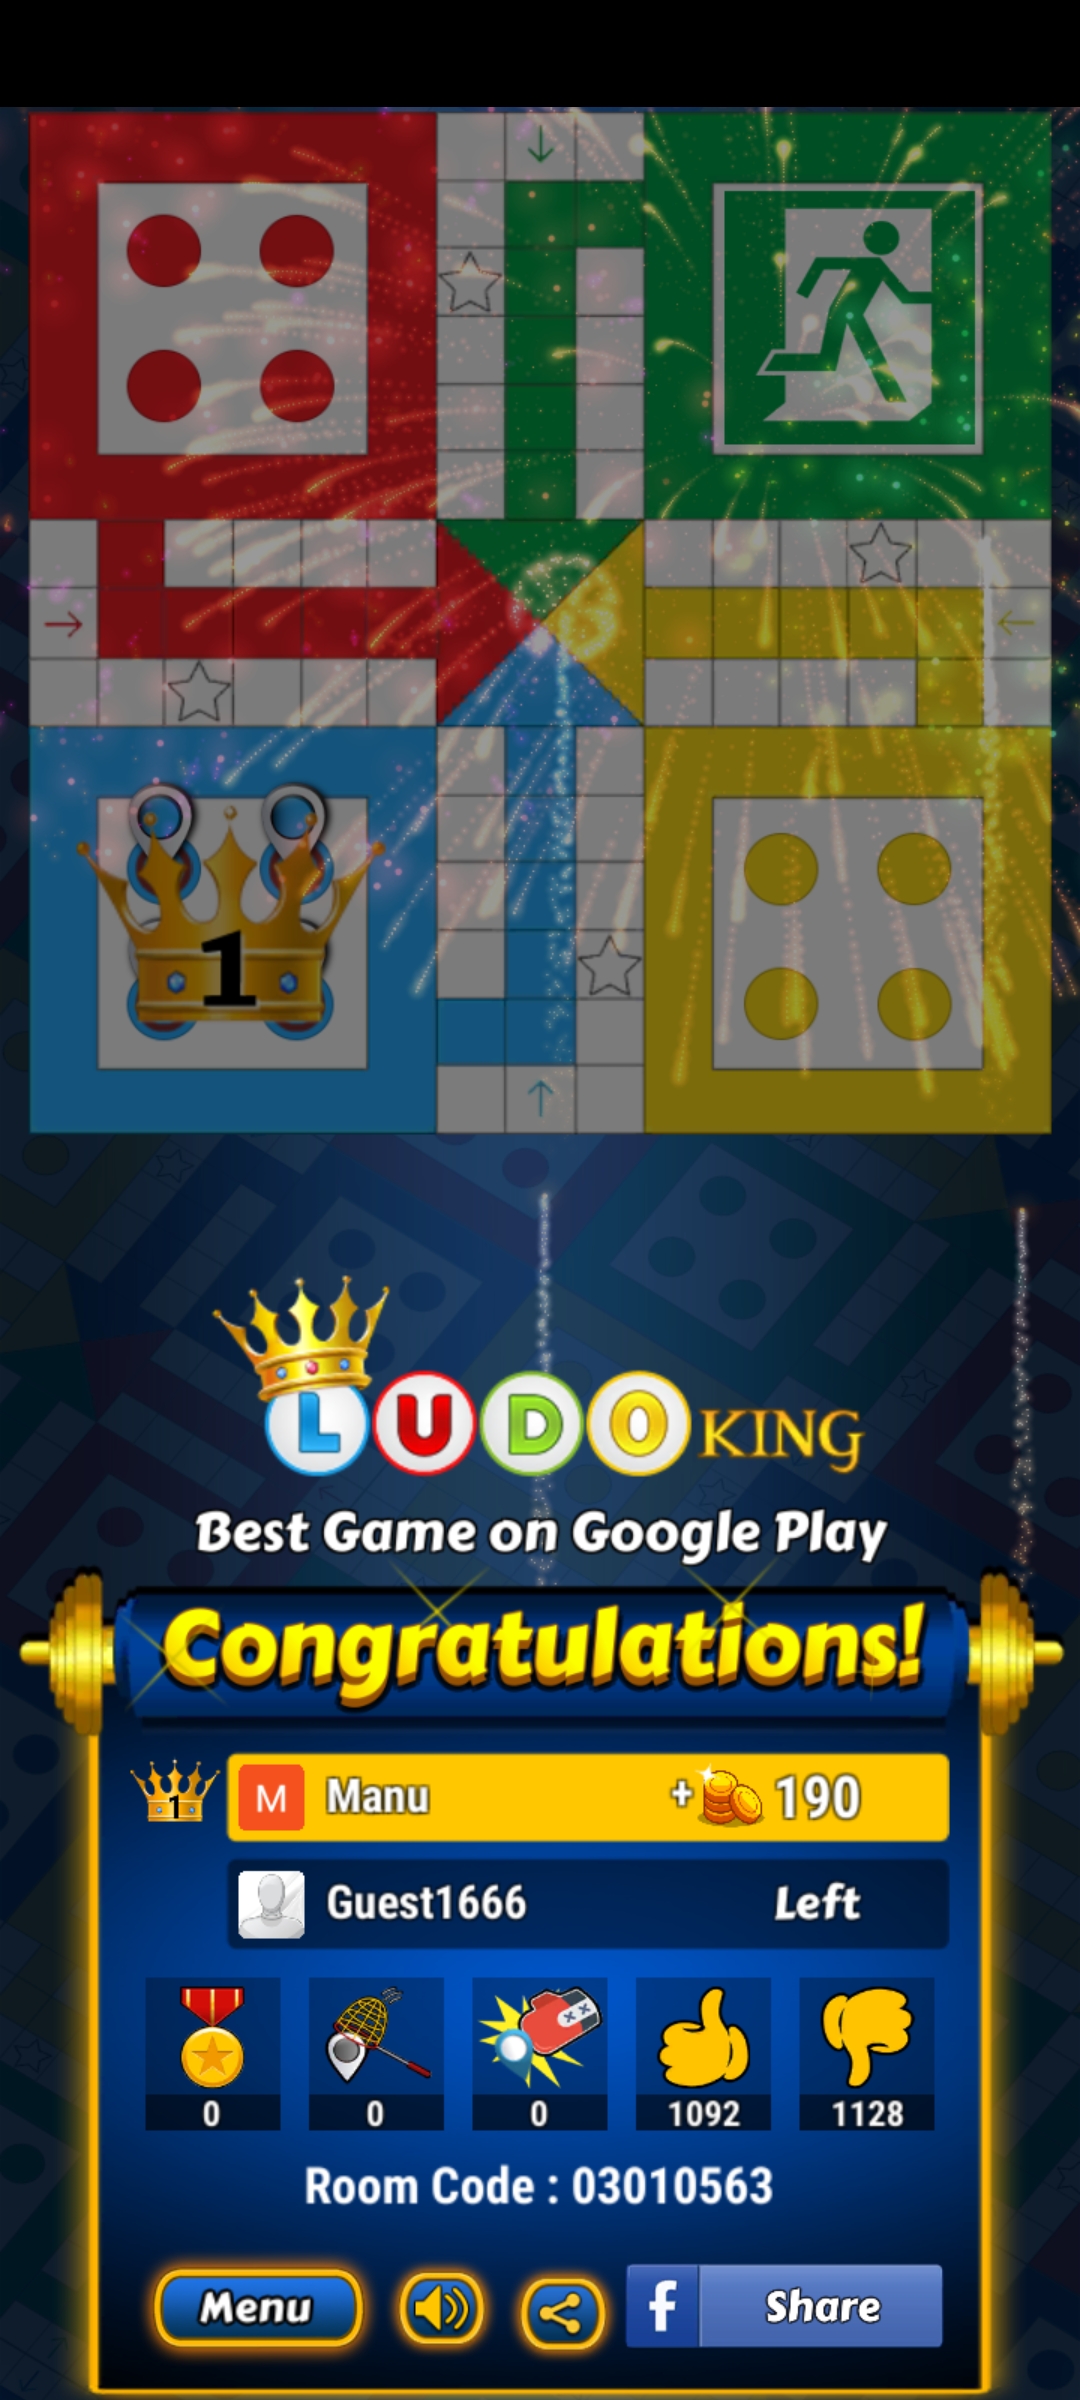 1
LUDO KING
Best Game on Google Play
Congratulations!
1 M Manu + 190
Guest1666 Left
0 0 0 1092 1128
Room Code : 03010563
Menu f Share